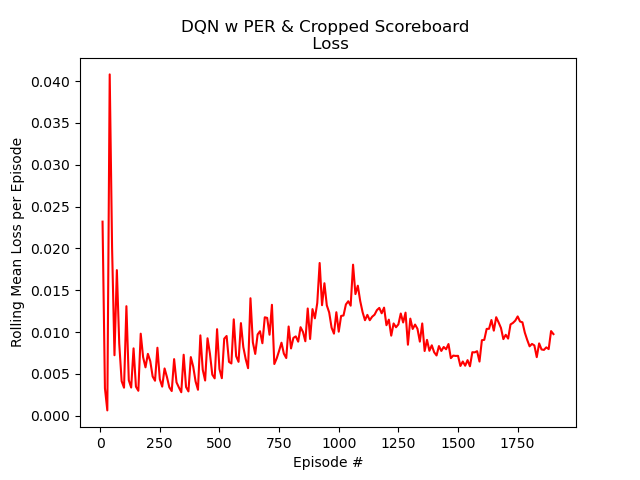 DQN w PER & Cropped Scoreboard
Loss
0.040
0.035
0.030
0.025
0.020
0.015
0.010
0.005
0.000
Rolling Mean Loss per Episode
0 250 500 750 1000 1250 1500 1750
Episode #